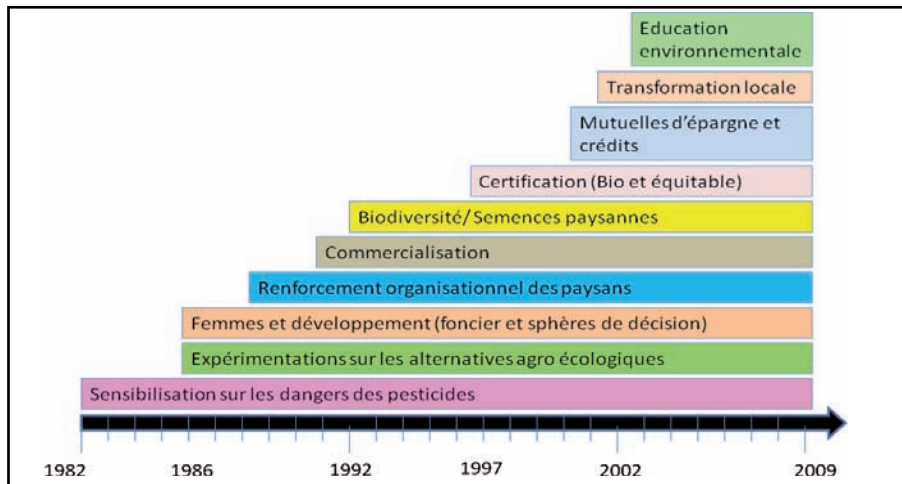 Education
environnementale
Transformation locale
Mutuelles d'épargne et
crédits
Certification (Bio et équitable)
Biodiversité/ Semences paysannes
Commercialisation
Renforcement organisationnel des paysans
Femmes et développement (foncier et sphères de décision)
Expérimentations sur les alternatives agro écologiques
Sensibilisation sur les dangers des pesticides
1982 1986 1992 1997 2002 2009